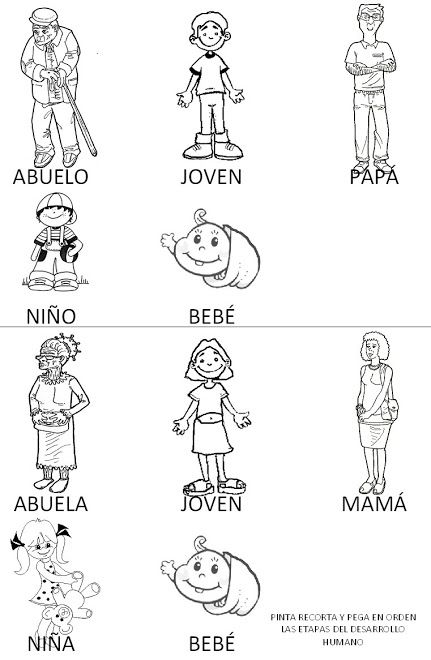 ABUELO JOVEN PAPÁ
NIÑO BEBÉ
ABUELA JOVEN MAMÁ
NIÑA BEBÉ
PINTA RECORTA Y PEGA EN ORDEN
LAS ETAPAS DEL DESARROLLO
HUMANO